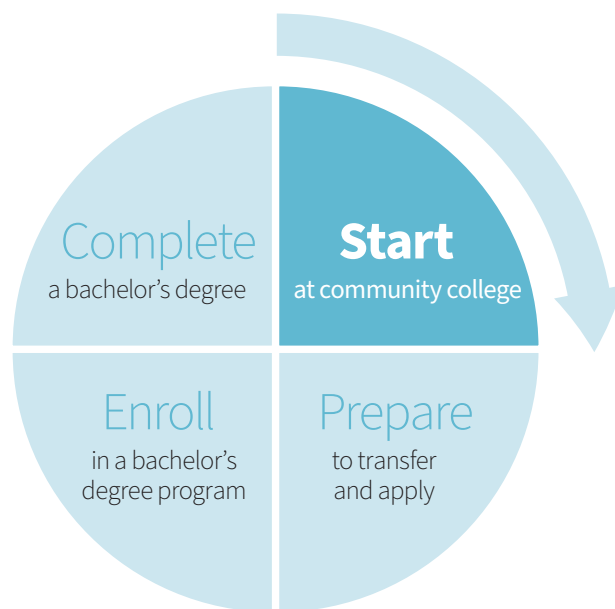 Complete
a bachelor’s degree
Start
at community college
Enroll
in a bachelor’s
degree program
Prepare
to transfer
and apply